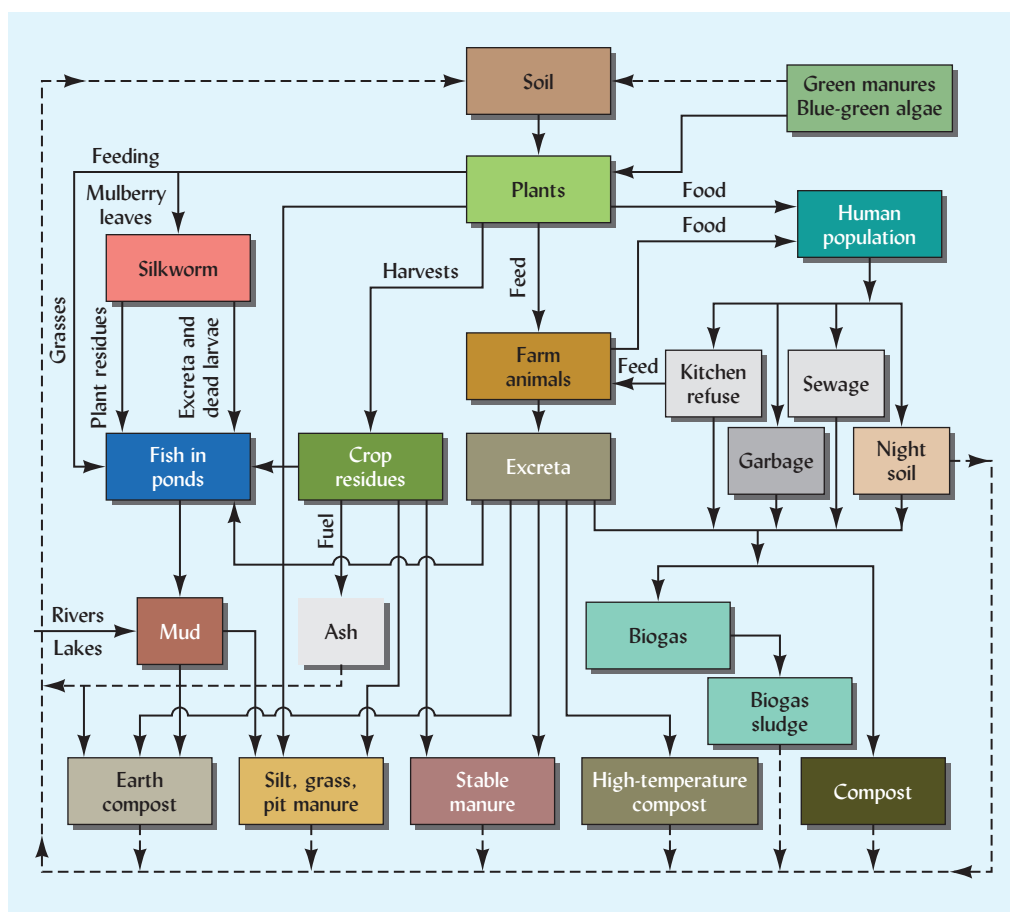 Soil
Green manures
Blue-green algae
Feeding
Plants
Food
Mulberry
leaves
Human
population
Food
Silkworm
Harvests
Feed
Grasses
Plant residues
Excreta and
dead larvae
Farm
animals
Feed
Kitchen
refuse
Sewage
Fish in
ponds
Crop
residues
Excreta
Garbage
Night
soil
Fuel
Rivers
Lakes
Mud
Ash
Biogas
Biogas
sludge
Earth
compost
Silt, grass,
pit manure
Stable
manure
High-temperature
compost
Compost